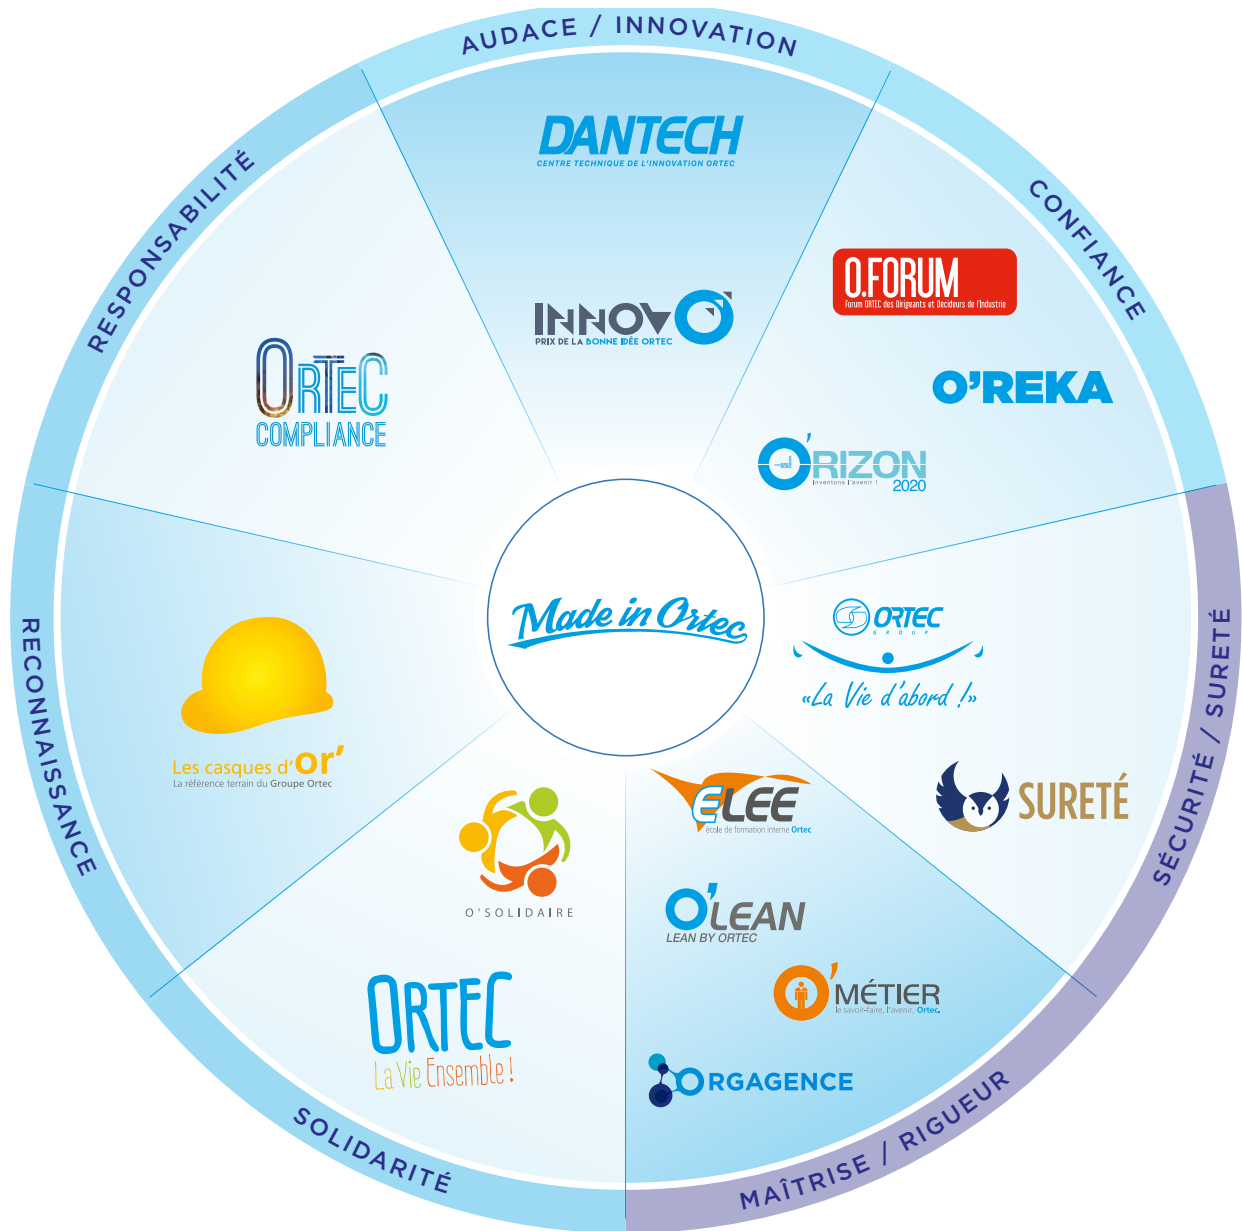 AUDACE / INNOVATION
DANTECH
CENTRE TECHNIQUE DE L'INNOVATION ORTEC
INNOVO'
PRIX DE LA BONNE IDÉE ORTEC
CONFIANCE
O.FORUM
Forum ORTEC des Dirigeants et Décideurs de l'Industrie
O'REKA
O'RIZON
Inventons l'avenir !
2020
SÉCURITÉ / SURETÉ
ORTEC
GROUP
«La Vie d'abord !»
SURETÉ
MAÎTRISE / RIGUEUR
ELEE
école de formation interne Ortec
O'LEAN
LEAN BY ORTEC
O'MÉTIER
le savoir-faire, l'avenir, Ortec.
ORGAGENCE
SOLIDARITÉ
O'SOLIDAIRE
ORTEC
La Vie Ensemble !
RECONNAISSANCE
Les casques d'or'
La référence terrain du Groupe Ortec
RESPONSABILITÉ
ORTEC
COMPLIANCE
Made in Ortec